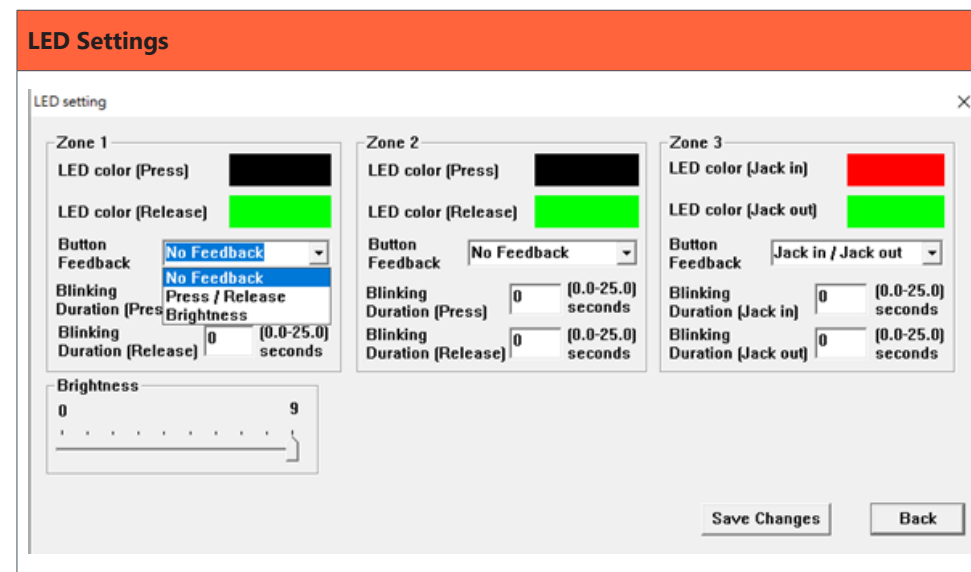 LED Settings
LED setting
Zone 1
LED color (Press)
LED color (Release)
Button
Feedback
No Feedback
No Feedback
Press / Release
Brightness
Blinking
Duration (Pres
Blinking
Duration (Release)
0
(0.0-25.0)
seconds
Zone 2
LED color (Press)
LED color (Release)
Button
Feedback
No Feedback
Blinking
Duration (Press)
0
(0.0-25.0)
seconds
Blinking
Duration (Release)
0
(0.0-25.0)
seconds
Zone 3
LED color (Jack in)
LED color (Jack out)
Button
Feedback
Jack in / Jack out
Blinking
Duration (Jack in)
0
(0.0-25.0)
seconds
Blinking
Duration (Jack out)
0
(0.0-25.0)
seconds
Brightness
0 9
Save Changes Back